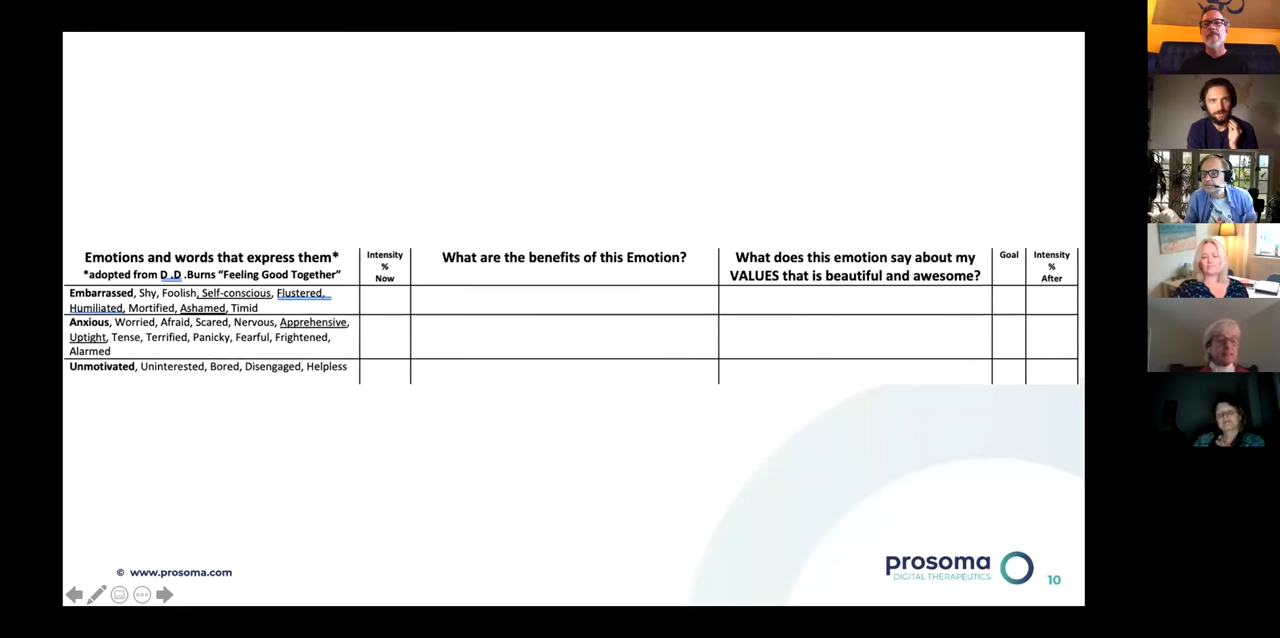 Emotions and words that express them*
*adopted from D .D .Burns “Feeling Good Together”
Intensity
%
Now
What are the benefits of this Emotion?
What does this emotion say about my
VALUES that is beautiful and awesome?
Goal
Intensity
%
After
Embarrassed, Shy, Foolish, Self-conscious, Flustered,
Humiliated, Mortified, Ashamed, Timid
Anxious, Worried, Afraid, Scared, Nervous, Apprehensive,
Uptight, Tense, Terrified, Panicky, Fearful, Frightened,
Alarmed
Unmotivated, Uninterested, Bored, Disengaged, Helpless
© www.prosoma.com
prosoma
DIGITAL THERAPEUTICS
10